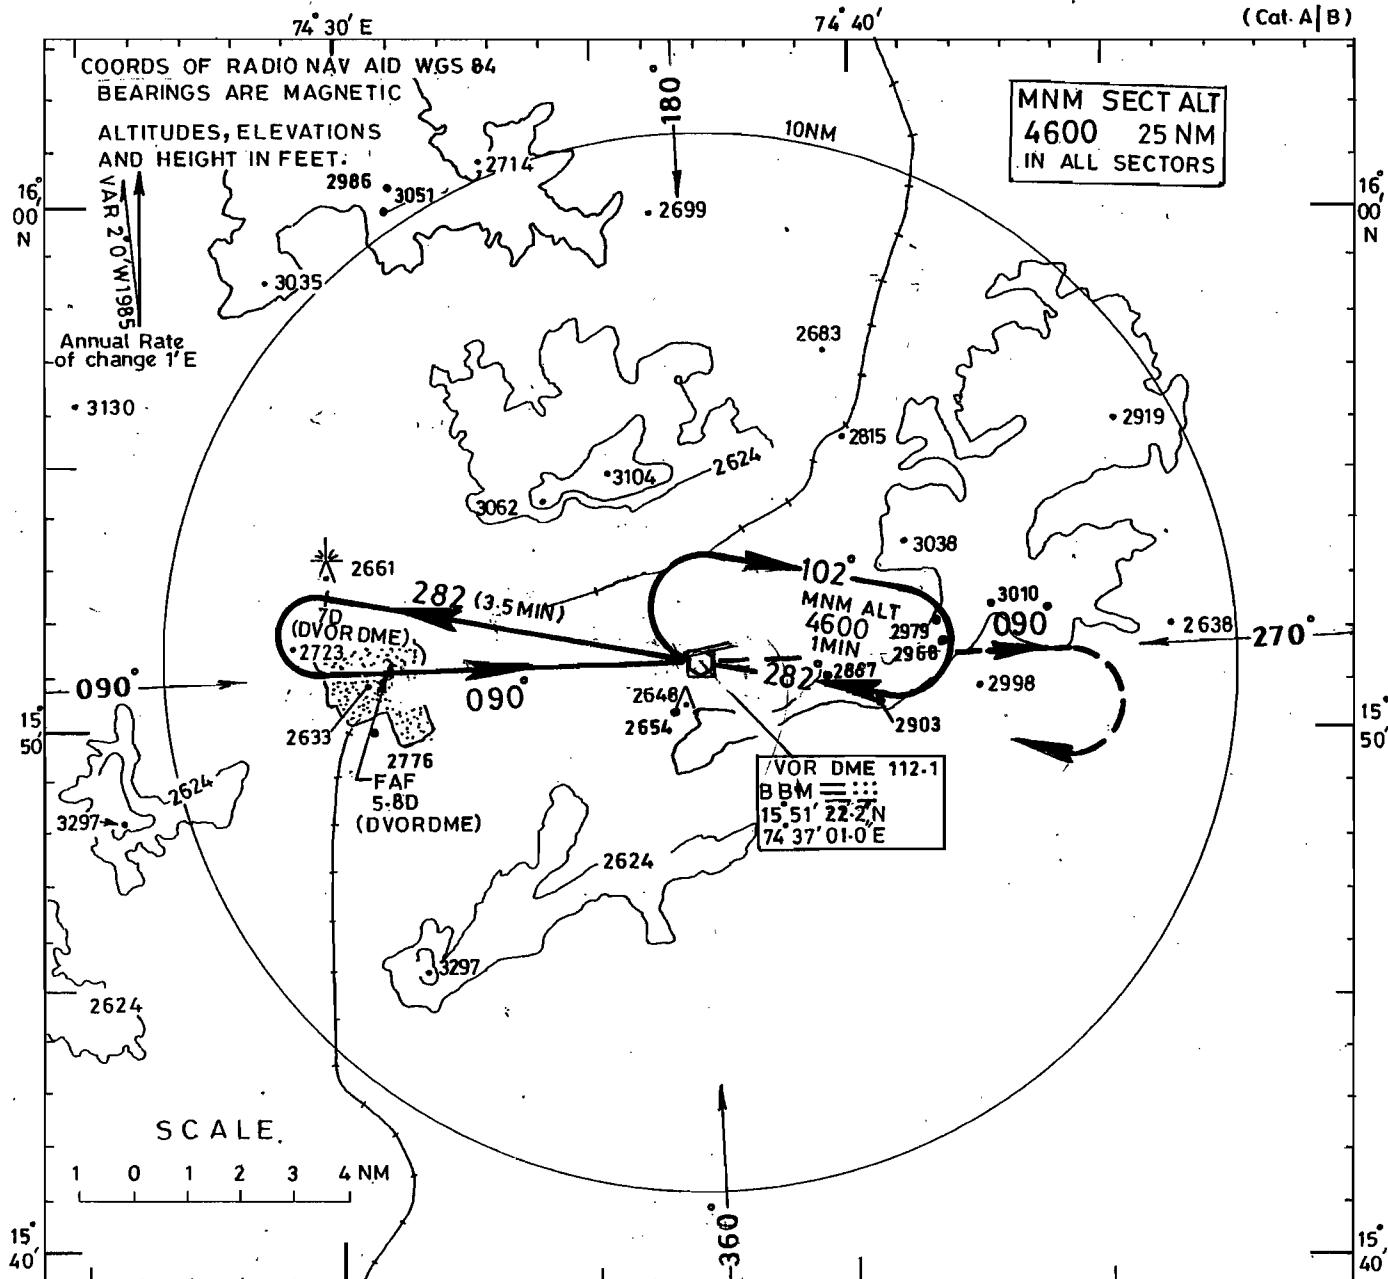 74° 30' E
74° 40'
(Cat. A/B)
COORDS OF RADIO NAV AID WGS 84
BEARINGS ARE MAGNETIC
ALTITUDES, ELEVATIONS
AND HEIGHT IN FEET.
180°
10NM
MNM SECT ALT
4600 25 NM
IN ALL SECTORS
2714
2986
3051
2699
16°
00'
N
16°
00'
N
VAR 2°0'W1985
3035
Annual Rate
of change 1'E
2683
3130
2919
2815
2624
3104
3062
3038
2661
102°
282 (3.5 MIN)
MNM ALT
4600
1MIN
3010
090
7D
(DVORDME)
2723
2979
2968
2638
270°
282°
2887
2998
090°
090°
2648
2654
2903
15°
50'
15°
50'
2633
2776
FAF
5.8D
(DVORDME)
VOR DME 112.1
BBM
15°51' 22.2"N
74°37' 01.0"E
2624
3297
2624
3297
2624
SCALE
1 0 1 2 3 4 NM
360°
15°
40'
15°
40'